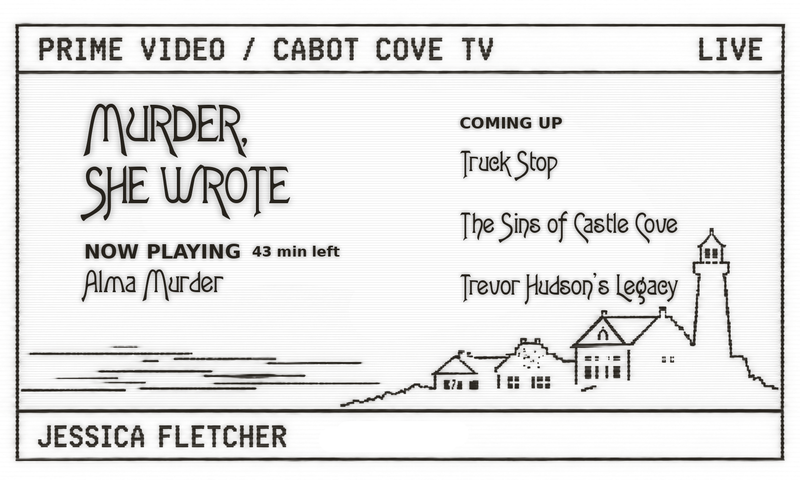 PRIME VIDEO / CABOT COVE TV
LIVE
MURDER,
SHE WROTE
NOW PLAYING 43 min left
Alma Murder
COMING UP
Truck Stop
The Sins of Castle Cove
Trevor Hudson's Legacy
JESSICA FLETCHER